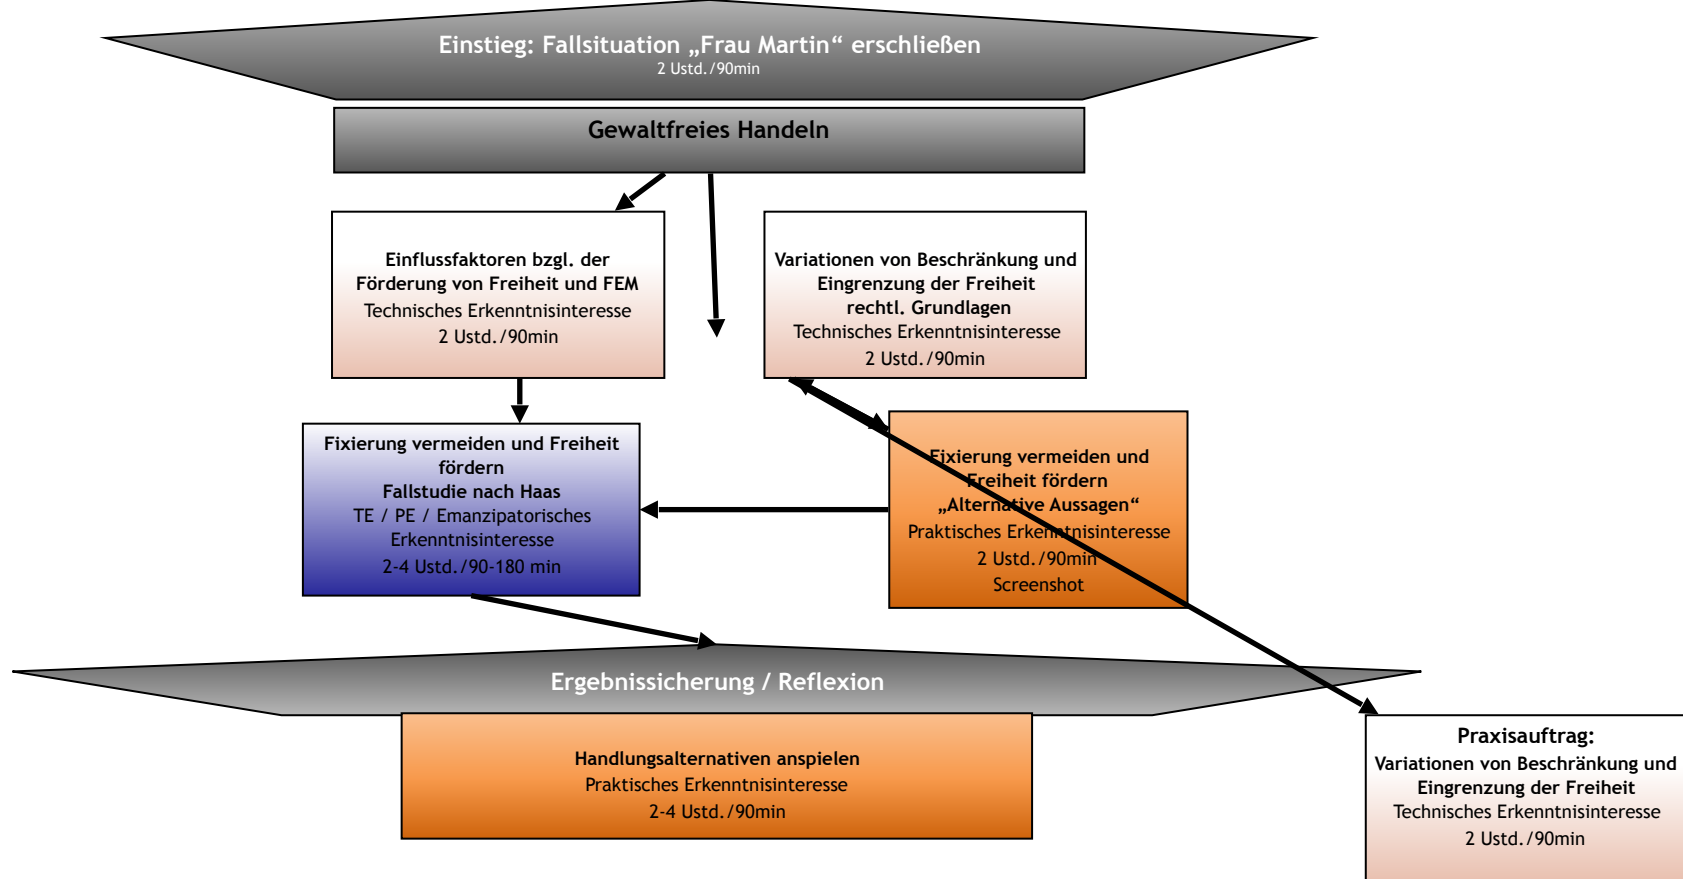 Einstieg: Fallsituation „Frau Martin“ erschließen
2 Ustd./90min
Gewaltfreies Handeln
Einflussfaktoren bzgl. der
Förderung von Freiheit und FEM
Technisches Erkenntnisinteresse
2 Ustd./90min
Variationen von Beschränkung und
Eingrenzung der Freiheit
rechtl. Grundlagen
Technisches Erkenntnisinteresse
2 Ustd./90min
Fixierung vermeiden und Freiheit
fördern
Fallstudie nach Haas
TE / PE / Emanzipatorisches
Erkenntnisinteresse
2-4 Ustd./90-180 min
Fixierung vermeiden und
Freiheit fördern
„Alternative Aussagen“
Praktisches Erkenntnisinteresse
2 Ustd./90min
Screenshot
Ergebnissicherung / Reflexion
Handlungsalternativen anspielen
Praktisches Erkenntnisinteresse
2-4 Ustd./90min
Praxisauftrag:
Variationen von Beschränkung und
Eingrenzung der Freiheit
Technisches Erkenntnisinteresse
2 Ustd./90min